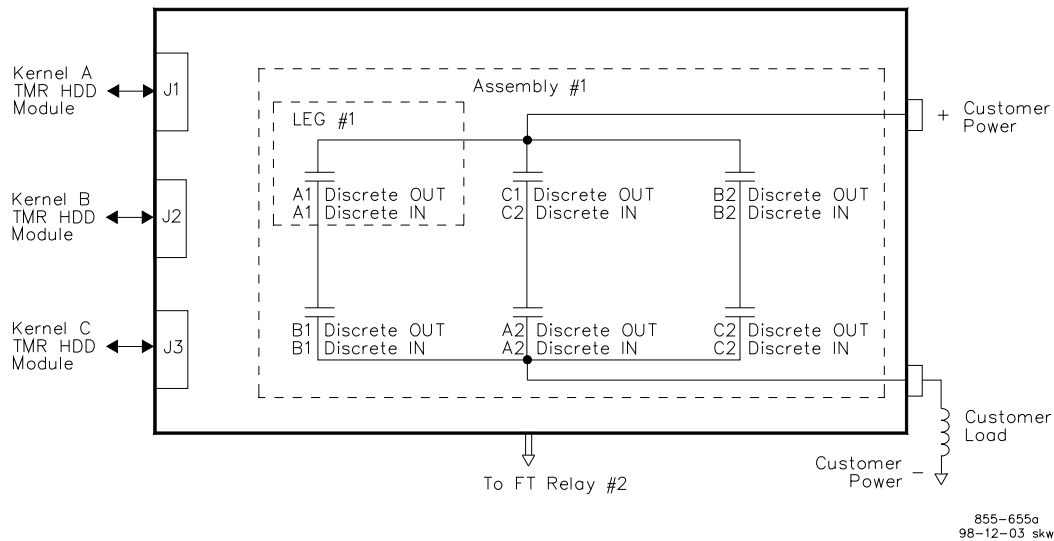 Kernel A
TMR HDD
Module
J1
Kernel B
TMR HDD
Module
J2
Kernel C
TMR HDD
Module
J3
Assembly #1
LEG #1
A1 Discrete OUT
A1 Discrete IN
C1 Discrete OUT
C2 Discrete IN
B2 Discrete OUT
B2 Discrete IN
B1 Discrete OUT
B1 Discrete IN
A2 Discrete OUT
A2 Discrete IN
C2 Discrete OUT
C2 Discrete IN
+ Customer
Power
Customer
Load
Customer
Power −
To FT Relay #2
855−655a
98−12−03 skw